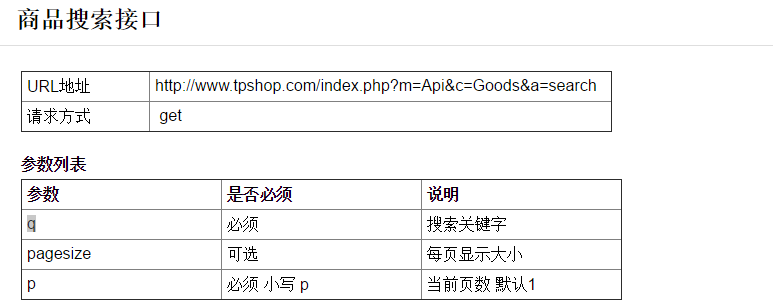 商品搜索接口
URL地址 http://www.tpshop.com/index.php?m=Api&c=Goods&a=search
请求方式 get
参数列表
参数 是否必须 说明
q 必须 搜索关键字
pagesize 可选 每页显示大小
p 必须 小写 p 当前页数 默认1